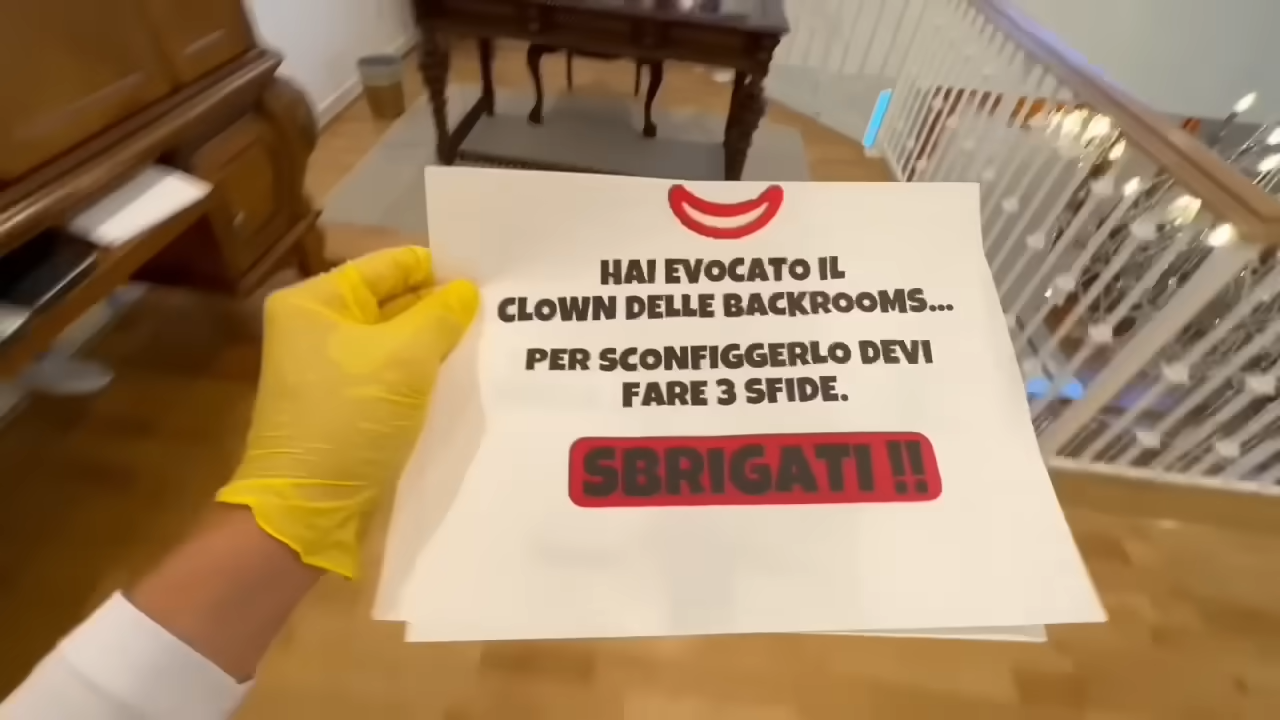 HAI EVOCATO IL
CLOWN DELLE BACKROOMS...
PER SCONFIGGERLO DEVI
FARE 3 SFIDE.
SBRIGATI !!